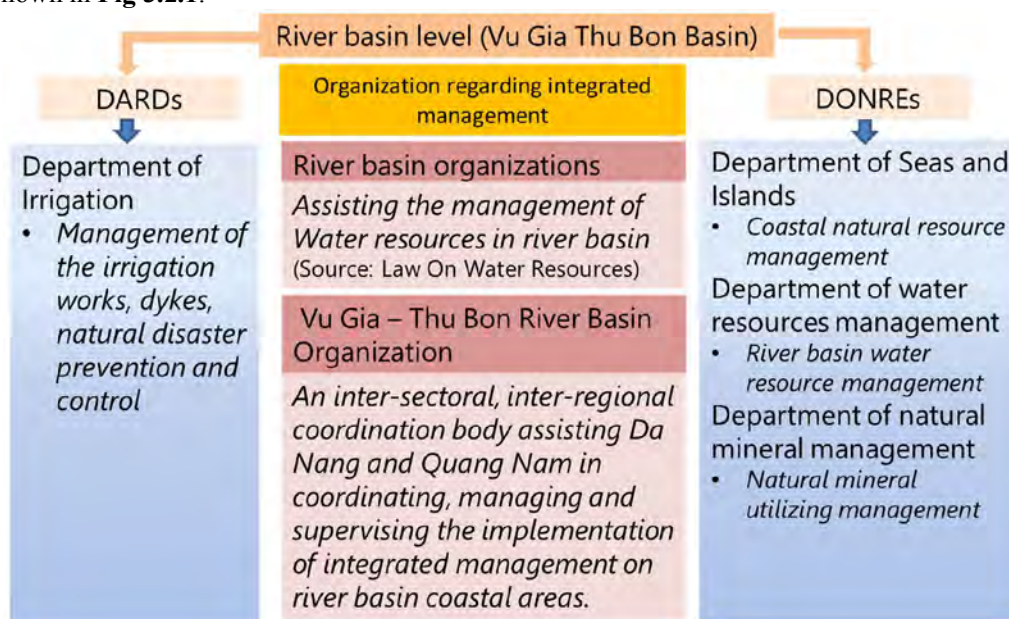 nown in Fig 3.2.1.
River basin level (Vu Gia Thu Bon Basin)
DARDs
Department of
Irrigation
• Management of
the irrigation
works, dykes,
natural disaster
prevention and
control
Organization regarding integrated
management
River basin organizations
Assisting the management of
Water resources in river basin
(Source: Law On Water Resources)
Vu Gia – Thu Bon River Basin
Organization
An inter-sectoral, inter-regional
coordination body assisting Da
Nang and Quang Nam in
coordinating, managing and
supervising the implementation
of integrated management on
river basin coastal areas.
DONREs
Department of Seas and
Islands
• Coastal natural resource
management
Department of water
resources management
• River basin water
resource management
Department of natural
mineral management
• Natural mineral
utilizing management